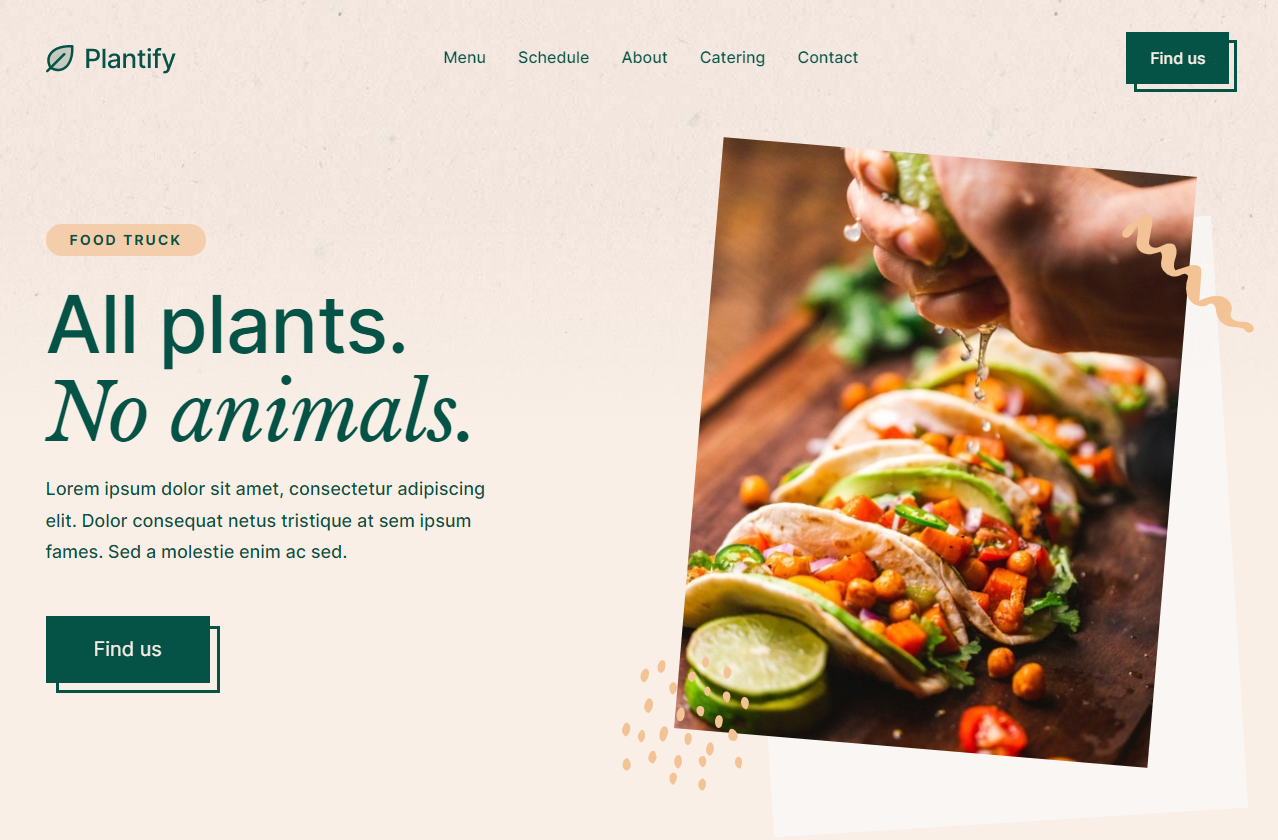 Plantify
Menu Schedule About Catering Contact
Find us
FOOD TRUCK
All plants.
No animals.
Lorem ipsum dolor sit amet, consectetur adipiscing
elit. Dolor consequat netus tristique at sem ipsum
fames. Sed a molestie enim ac sed.
Find us